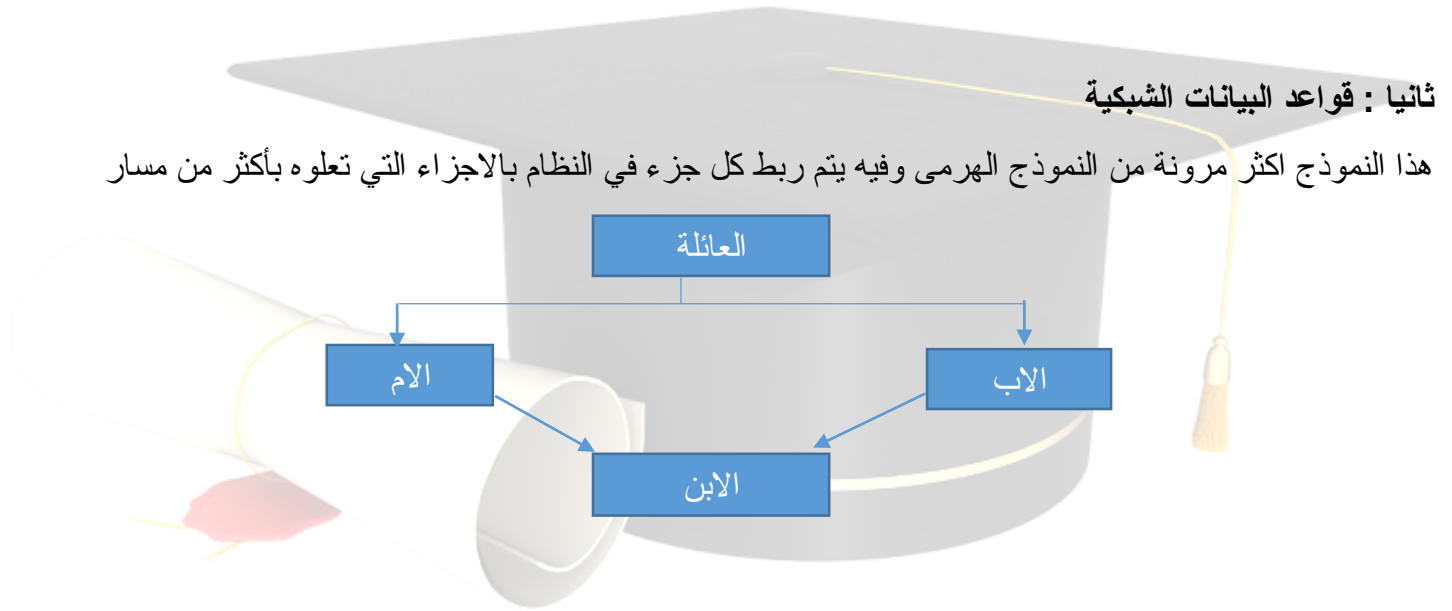 ثانيا : قواعد البيانات الشبكية
هذا النموذج اكثر مرونة من النموذج الهرمى وفيه يتم ربط كل جزء في النظام بالاجزاء التي تعلوه بأكثر من مسار
العائلة
الاب
الام
الابن